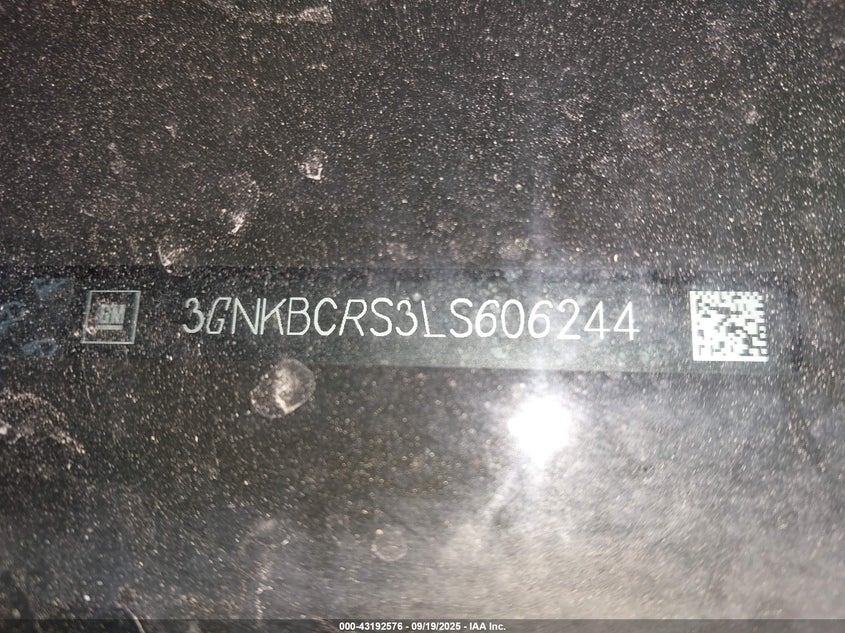 GM 3GNKBCRS3LS606244
000-43192576 - 09/19/2025 - IAA Inc.